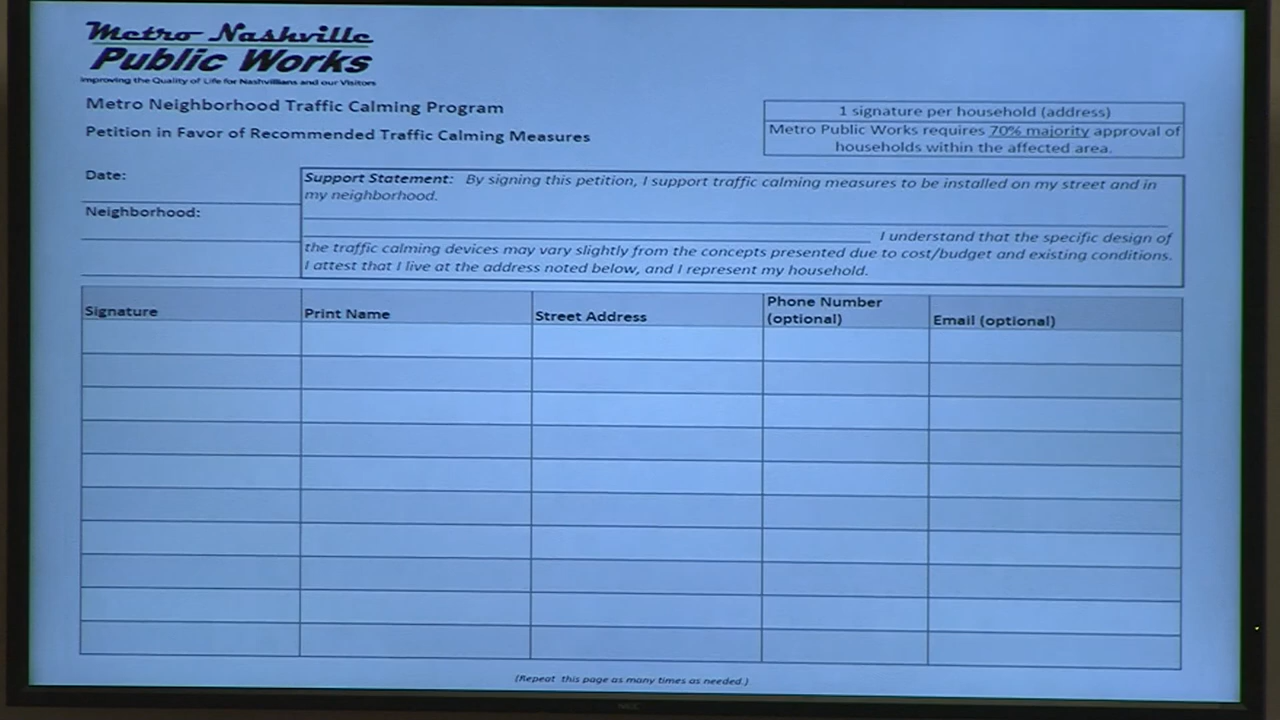 Metro Nashville
Public Works
Improving the Quality of Life for Nashvillians and our Visitors
Metro Neighborhood Traffic Calming Program
Petition in Favor of Recommended Traffic Calming Measures
1 signature per household (address)
Metro Public Works requires 70% majority approval of
households within the affected area.
Date:
Neighborhood:
Support Statement: By signing this petition, I support traffic calming measures to be installed on my street and in
my neighborhood.
I understand that the specific design of
the traffic calming devices may vary slightly from the concepts presented due to cost/budget and existing conditions.
I attest that I live at the address noted below, and I represent my household.
Signature
Print Name
Street Address
Phone Number
(optional)
Email (optional)
(Repeat this page as many times as needed.)
NEC